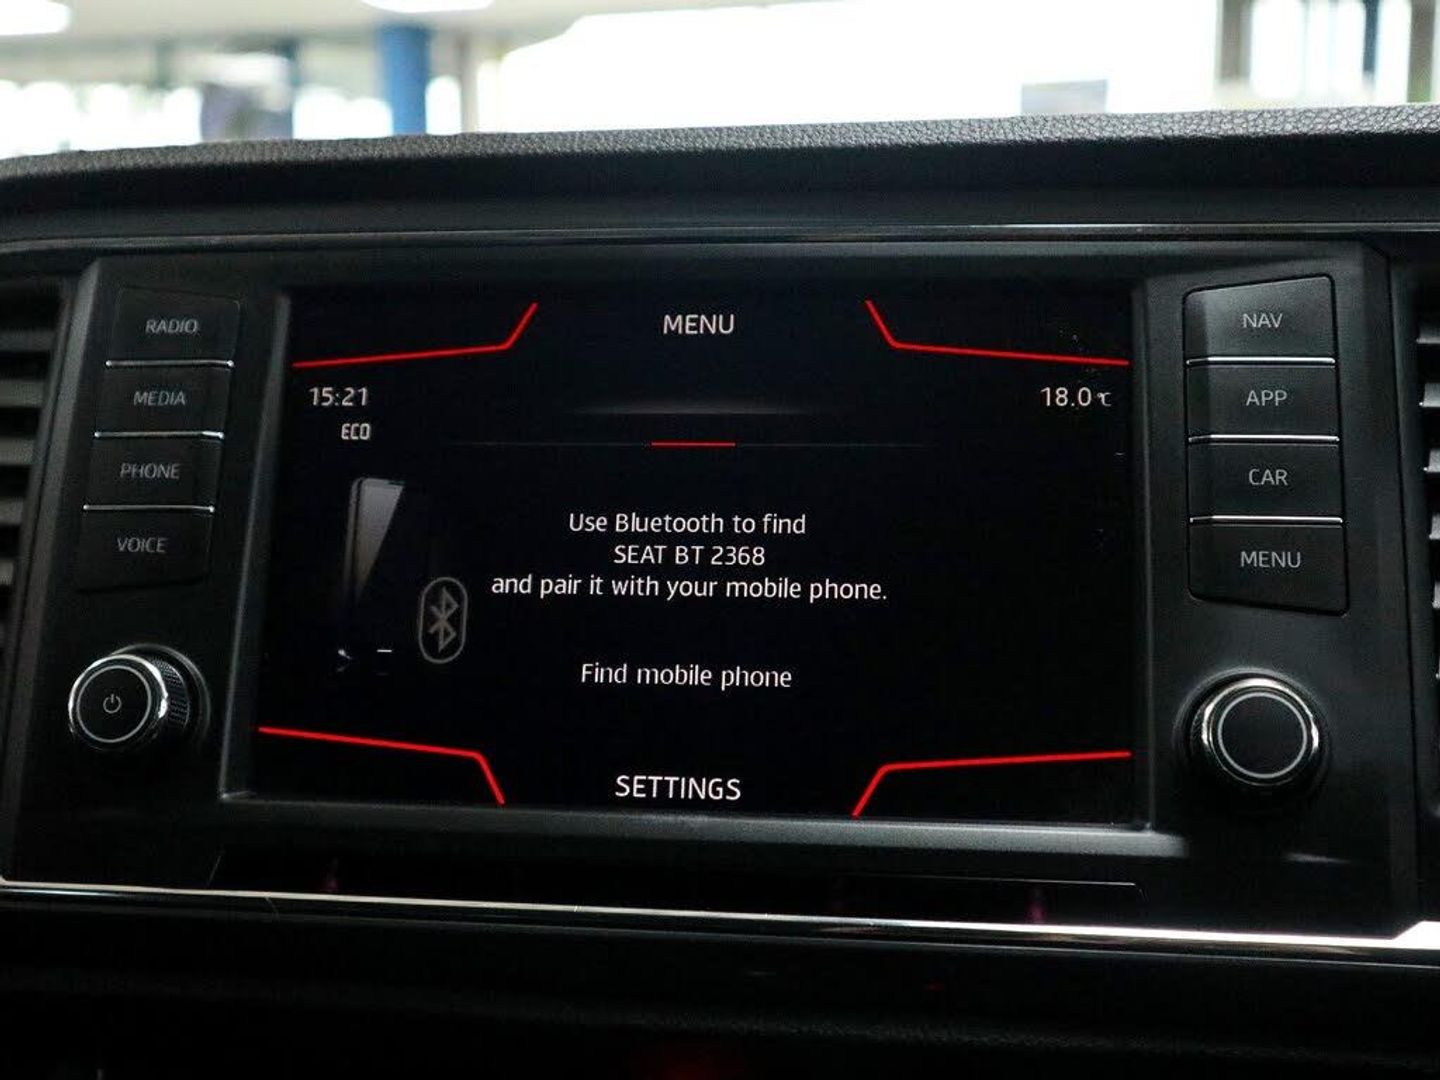 MENU
15:21
18.0 °C
ECO
Use Bluetooth to find
SEAT BT 2368
and pair it with your mobile phone.
Find mobile phone
SETTINGS
RADIO
MEDIA
PHONE
VOICE
NAV
APP
CAR
MENU